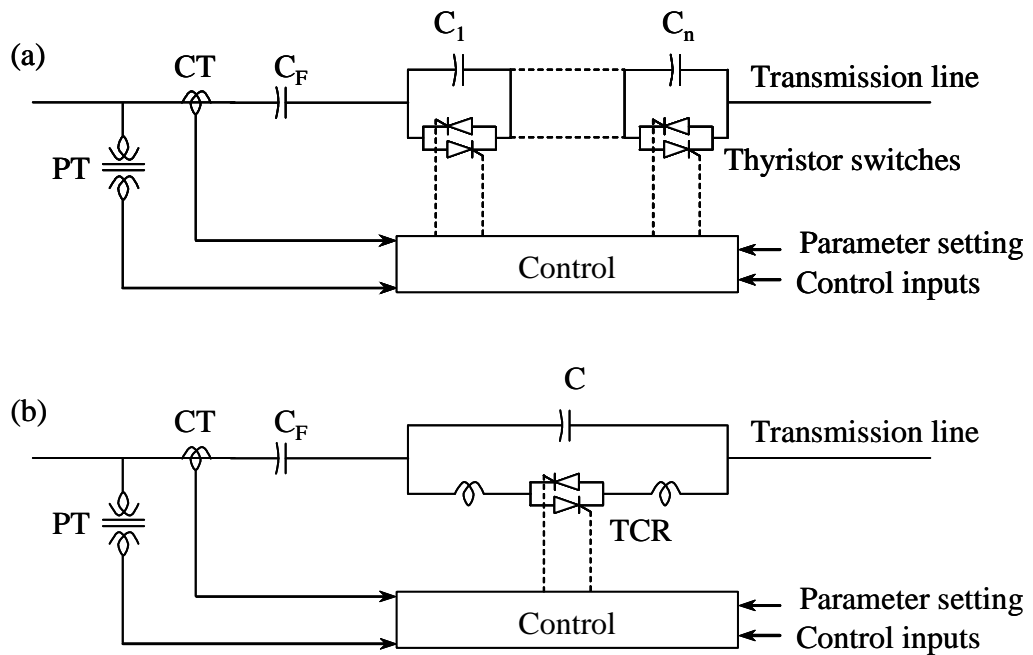 (a)
CT
C_F
C_1
C_n
Transmission line
PT
Thyristor switches
Control
Parameter setting
Control inputs
(b)
CT
C_F
C
Transmission line
PT
TCR
Control
Parameter setting
Control inputs